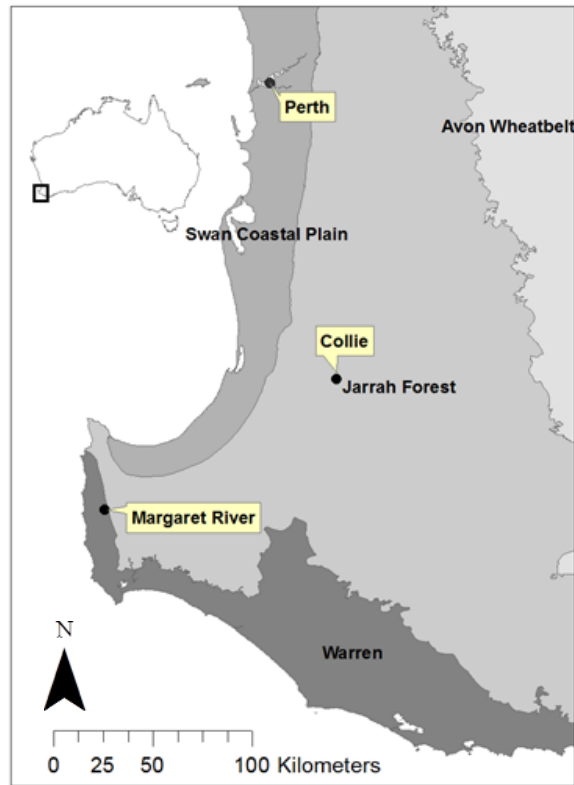 Perth
Avon Wheatbelt
Swan Coastal Plain
Collie
Jarrah Forest
Margaret River
Warren
N
0 25 50 100 Kilometers